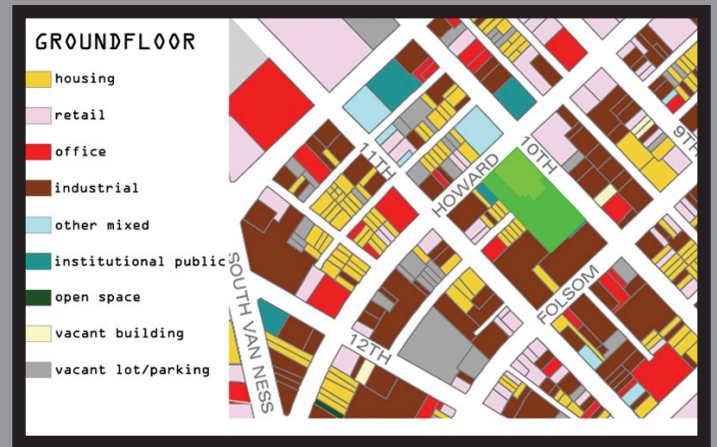 GROUNDFLOOR
housing
retail
office
industrial
other mixed
institutional public
open space
vacant building
vacant lot/parking
11TH
HOWARD
10TH
9TH
SOUTH VAN NESS
12TH
FOLSOM